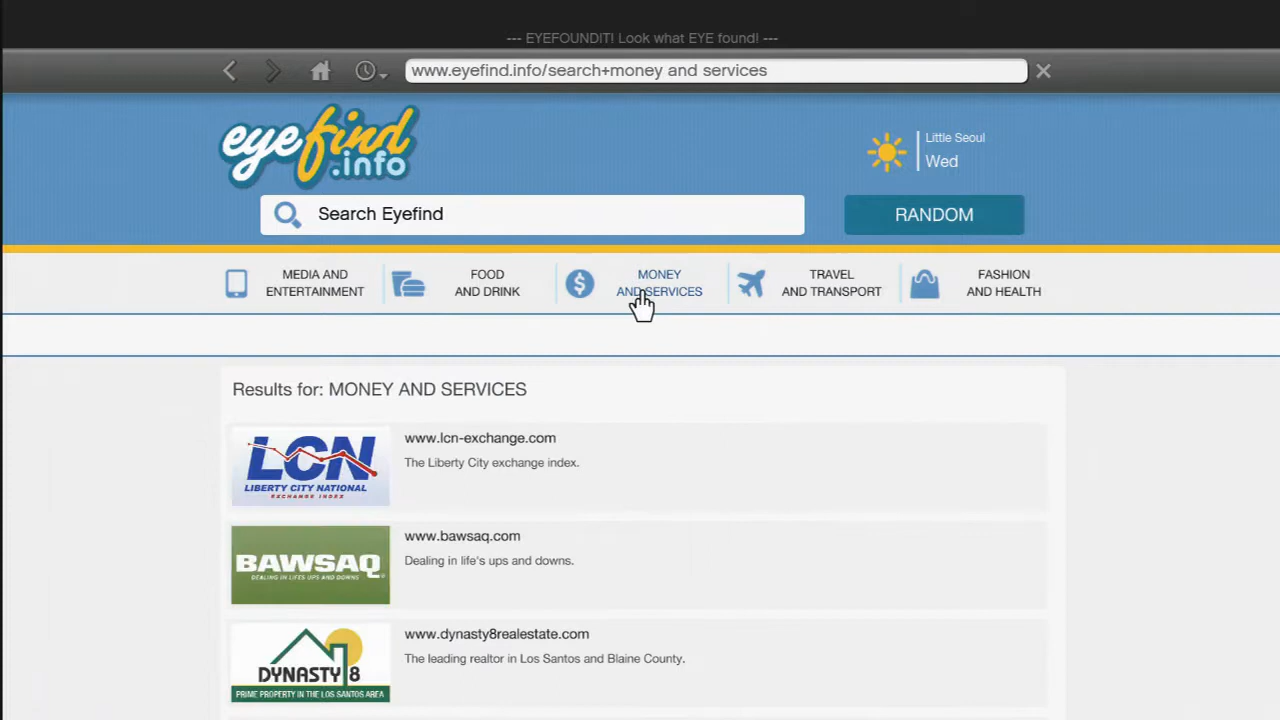 --- EYEFOUNDIT! Look what EYE found! ---
www.eyefind.info/search+money and services
eyefind
.info
Little Seoul
Wed
Search Eyefind
RANDOM
MEDIA AND
ENTERTAINMENT
FOOD
AND DRINK
MONEY
AND SERVICES
TRAVEL
AND TRANSPORT
FASHION
AND HEALTH
Results for: MONEY AND SERVICES
LCN
LIBERTY CITY NATIONAL
EXCHANGE INDEX
www.lcn-exchange.com
The Liberty City exchange index.
BAWSAQ
DEALING IN LIFES UPS AND DOWNS
www.bawsaq.com
Dealing in life's ups and downs.
DYNASTY 8
PRIME PROPERTY IN THE LOS SANTOS AREA
www.dynasty8realestate.com
The leading realtor in Los Santos and Blaine County.